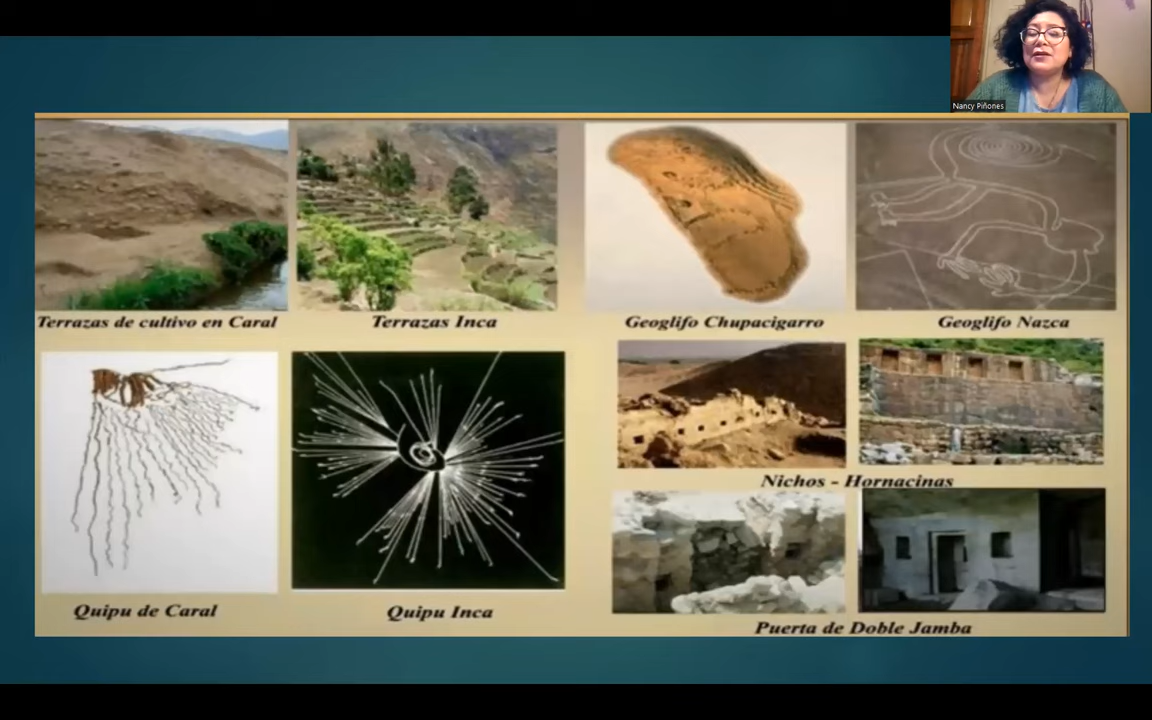 Nancy Piñones
Terrazas de cultivo en Caral
Terrazas Inca
Geoglifo Chupacigarro
Geoglifo Nazca
Nichos - Hornacinas
Quipu de Caral
Quipu Inca
Puerta de Doble Jamba